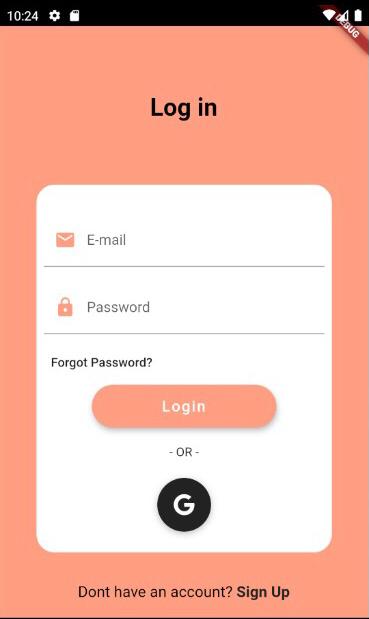 10:24
DEBUG
Log in
E-mail
Password
Forgot Password?
Login
- OR -
G
Dont have an account? Sign Up